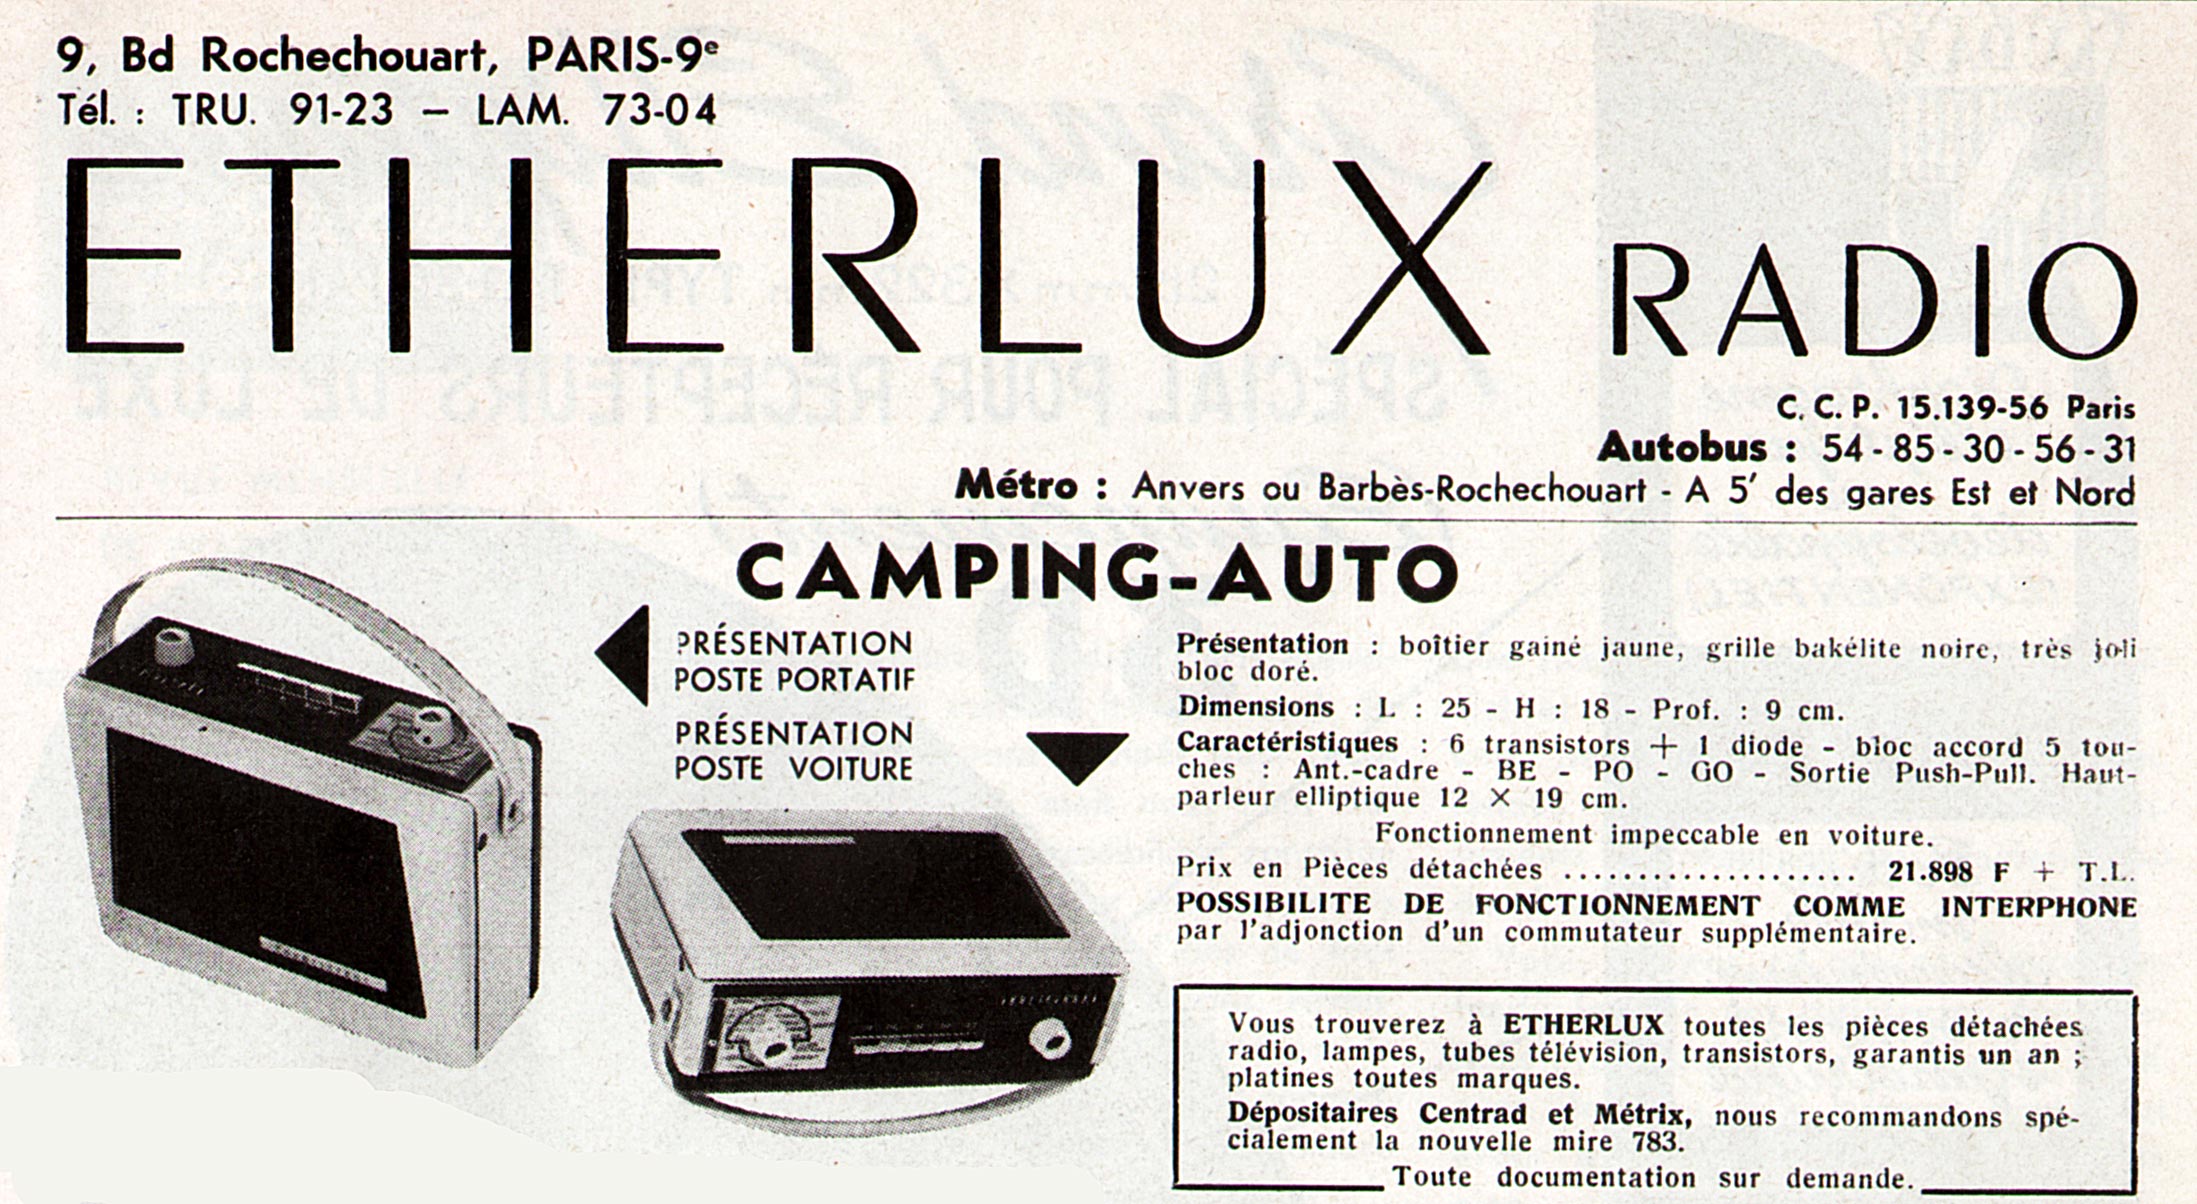 9, Bd Rochechouart, PARIS-9e
Tél. : TRU. 91-23 – LAM. 73-04
ETHERLUX RADIO
C. C. P. 15.139-56 Paris
Autobus : 54 - 85 - 30 - 56 - 31
Métro : Anvers ou Barbès-Rochechouart - A 5' des gares Est et Nord
CAMPING-AUTO
PRÉSENTATION
POSTE PORTATIF
PRÉSENTATION
POSTE VOITURE
Présentation : boîtier gainé jaune, grille bakélite noire, très joli
bloc doré.
Dimensions : L : 25 - H : 18 - Prof. : 9 cm.
Caractéristiques : 6 transistors + 1 diode - bloc accord 5 tou-
ches : Ant.-cadre - BE - PO - GO - Sortie Push-Pull. Haut-
parleur elliptique 12 × 19 cm.
Fonctionnement impeccable en voiture.
Prix en Pièces détachées .................... 21.898 F + T.L.
POSSIBILITE DE FONCTIONNEMENT COMME INTERPHONE
par l'adjonction d'un commutateur supplémentaire.
Vous trouverez à ETHERLUX toutes les pièces détachées
radio, lampes, tubes télévision, transistors, garantis un an ;
platines toutes marques.
Dépositaires Centrad et Métrix, nous recommandons spé-
cialement la nouvelle mire 783.
Toute documentation sur demande.